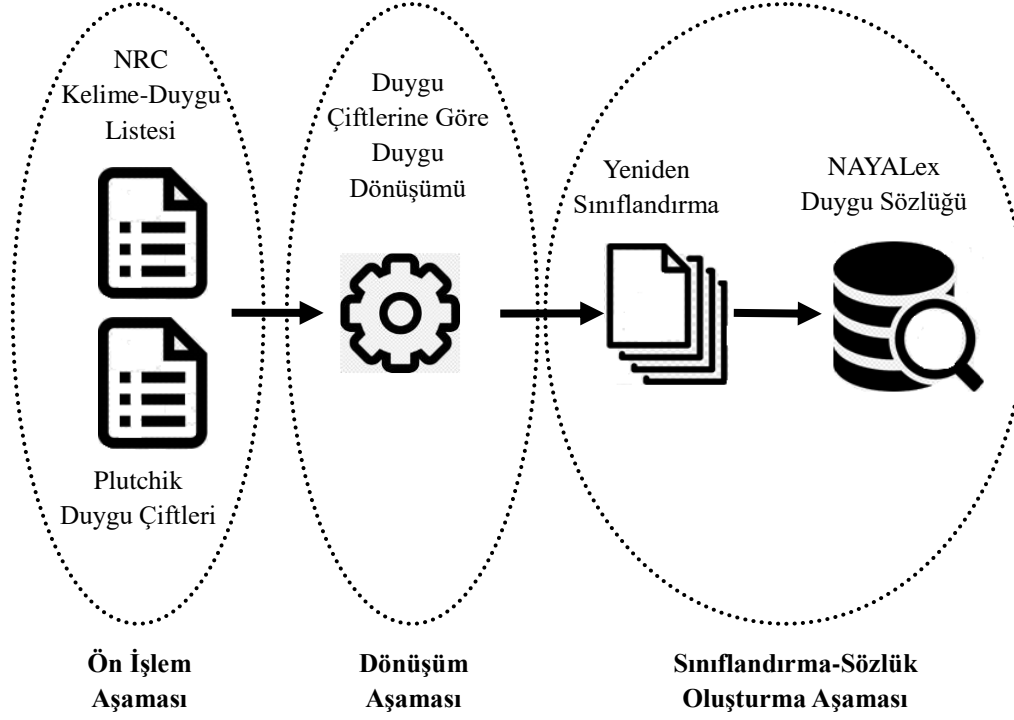 NRC
Kelime-Duygu
Listesi
Plutchik
Duygu Çiftleri
Duygu
Çiftlerine Göre
Duygu
Dönüşümü
Yeniden
Sınıflandırma
NAYALex
Duygu Sözlüğü
Ön İşlem
Aşaması
Dönüşüm
Aşaması
Sınıflandırma-Sözlük
Oluşturma Aşaması